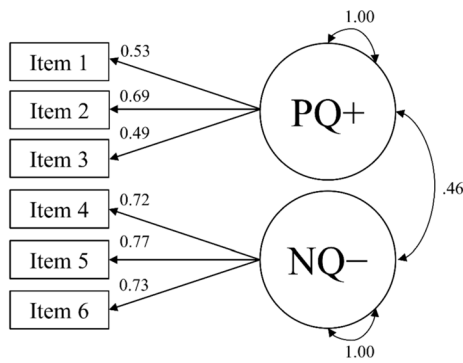 1.00
0.53
Item 1
0.69
Item 2
PQ+
0.49
Item 3
.46
0.72
Item 4
0.77
Item 5
NQ−
0.73
Item 6
1.00